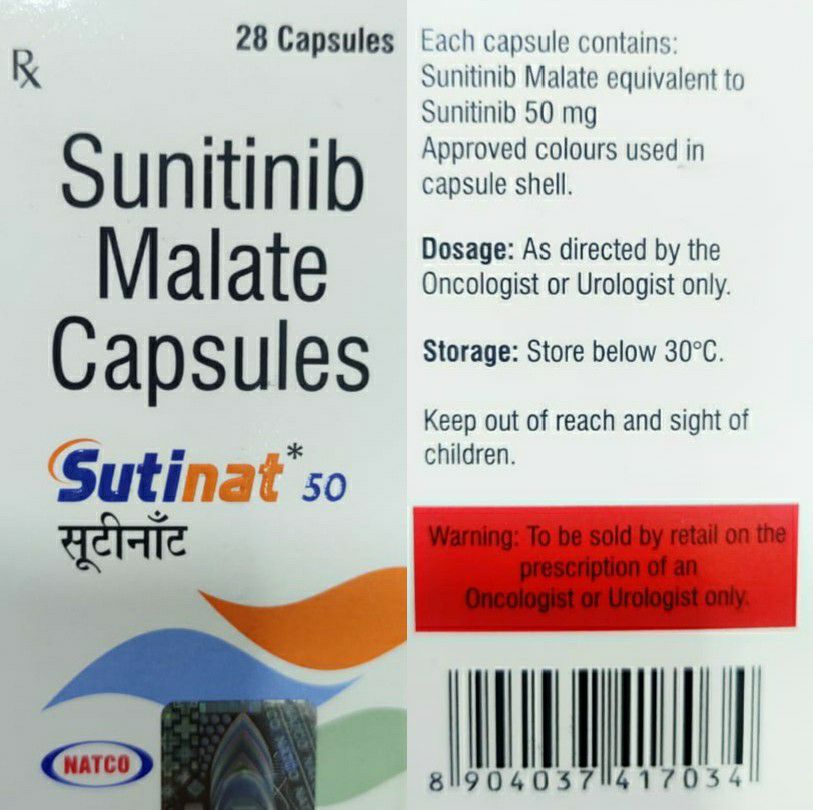 28 Capsules
Rx
Sunitinib
Malate
Capsules
Sutinat* 50
सूटीनाँट
NATCO
Each capsule contains:
Sunitinib Malate equivalent to
Sunitinib 50 mg
Approved colours used in
capsule shell.
Dosage: As directed by the
Oncologist or Urologist only.
Storage: Store below 30°C.
Keep out of reach and sight of
children.
Warning: To be sold by retail on the
prescription of an
Oncologist or Urologist only.
8 904037 417034